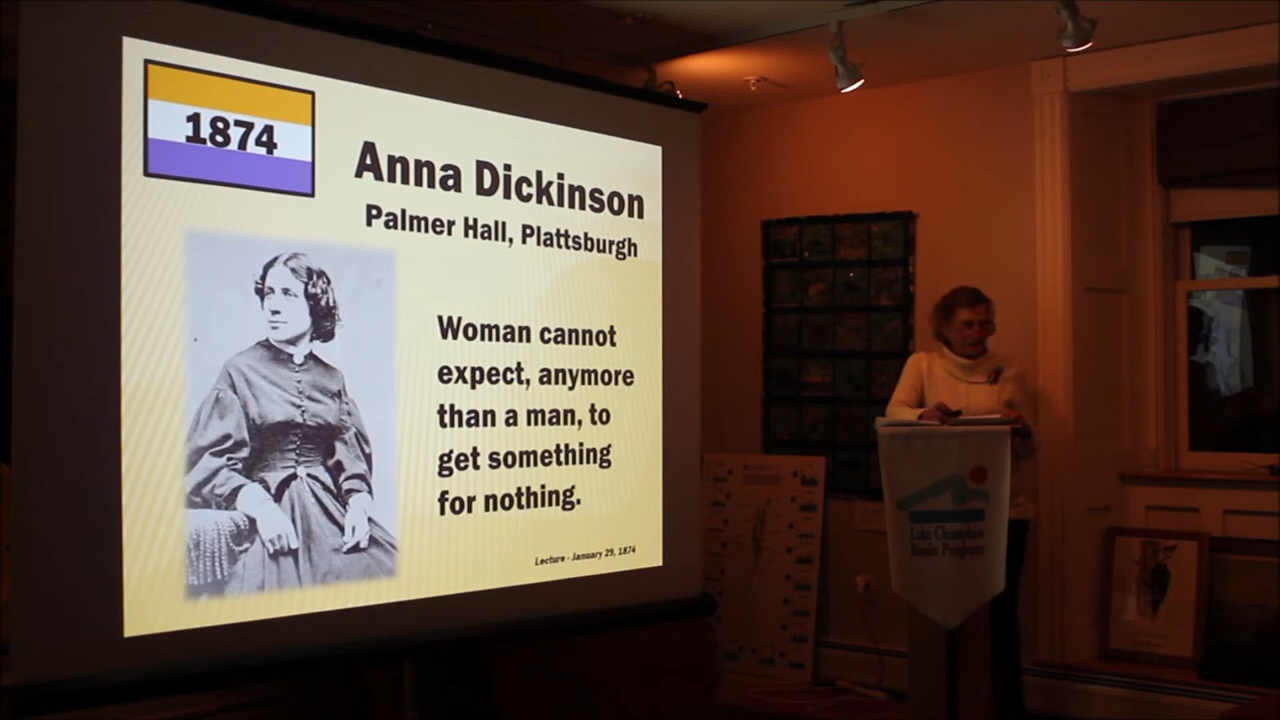 1874
Anna Dickinson
Palmer Hall, Plattsburgh
Woman cannot
expect, anymore
than a man, to
get something
for nothing.
Lecture - January 29, 1874
Lake Champlain
Basin Program